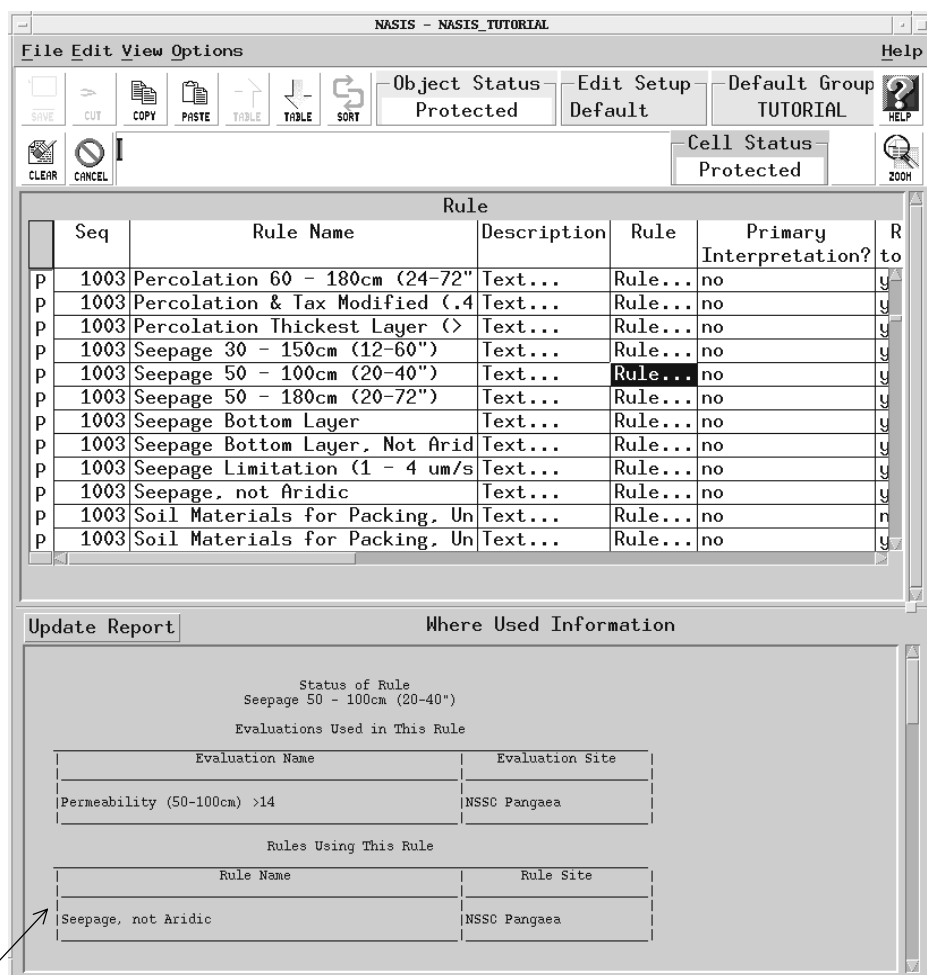 NASIS - NASIS_TUTORIAL
File Edit View Options Help
Object Status Edit Setup Default Group
SAVE CUT COPY PASTE TABLE TABLE SORT Protected Default TUTORIAL HELP
Cell Status
CLEAR CANCEL Protected ZOOM
Rule
Seq Rule Name Description Rule Primary R
Interpretation? to
P 1003 Percolation 60 - 180cm (24-72" Text... Rule... no y
P 1003 Percolation & Tax Modified (.4 Text... Rule... no y
P 1003 Percolation Thickest Layer (> Text... Rule... no y
P 1003 Seepage 30 - 150cm (12-60") Text... Rule... no y
P 1003 Seepage 50 - 100cm (20-40") Text... Rule... no y
P 1003 Seepage 50 - 180cm (20-72") Text... Rule... no y
P 1003 Seepage Bottom Layer Text... Rule... no y
P 1003 Seepage Bottom Layer, Not Arid Text... Rule... no y
P 1003 Seepage Limitation (1 - 4 um/s Text... Rule... no y
P 1003 Seepage, not Aridic Text... Rule... no y
P 1003 Soil Materials for Packing, Un Text... Rule... no n
P 1003 Soil Materials for Packing, Un Text... Rule... no y
Update Report Where Used Information
Status of Rule
Seepage 50 - 100cm (20-40")
Evaluations Used in This Rule
Evaluation Name Evaluation Site
Permeability (50-100cm) >14 NSSC Pangaea
Rules Using This Rule
Rule Name Rule Site
Seepage, not Aridic NSSC Pangaea